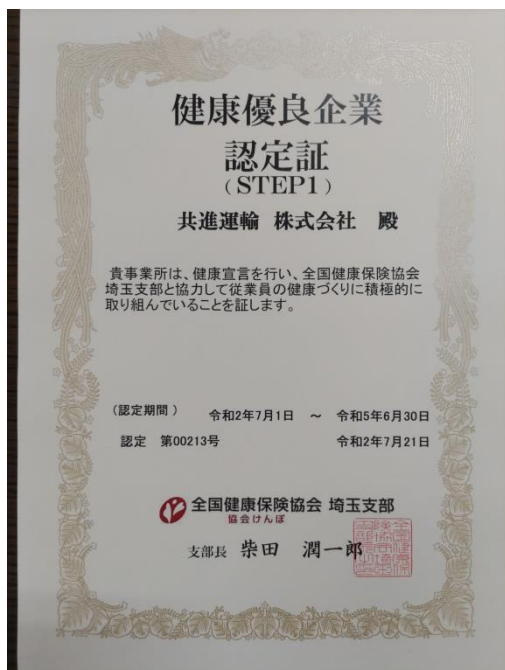 健康優良企業
認定証
(STEP1)
共進運輸 株式会社 殿
貴事業所は、健康宣言を行い、全国健康保険協会
埼玉支部と協力して従業員の健康づくりに積極的に
取り組んでいることを証します。
(認定期間) 令和2年7月1日 ～ 令和5年6月30日
認定 第00213号 令和2年7月21日
全国健康保険協会 埼玉支部
協会けんぽ
支部長 柴田 潤一郎